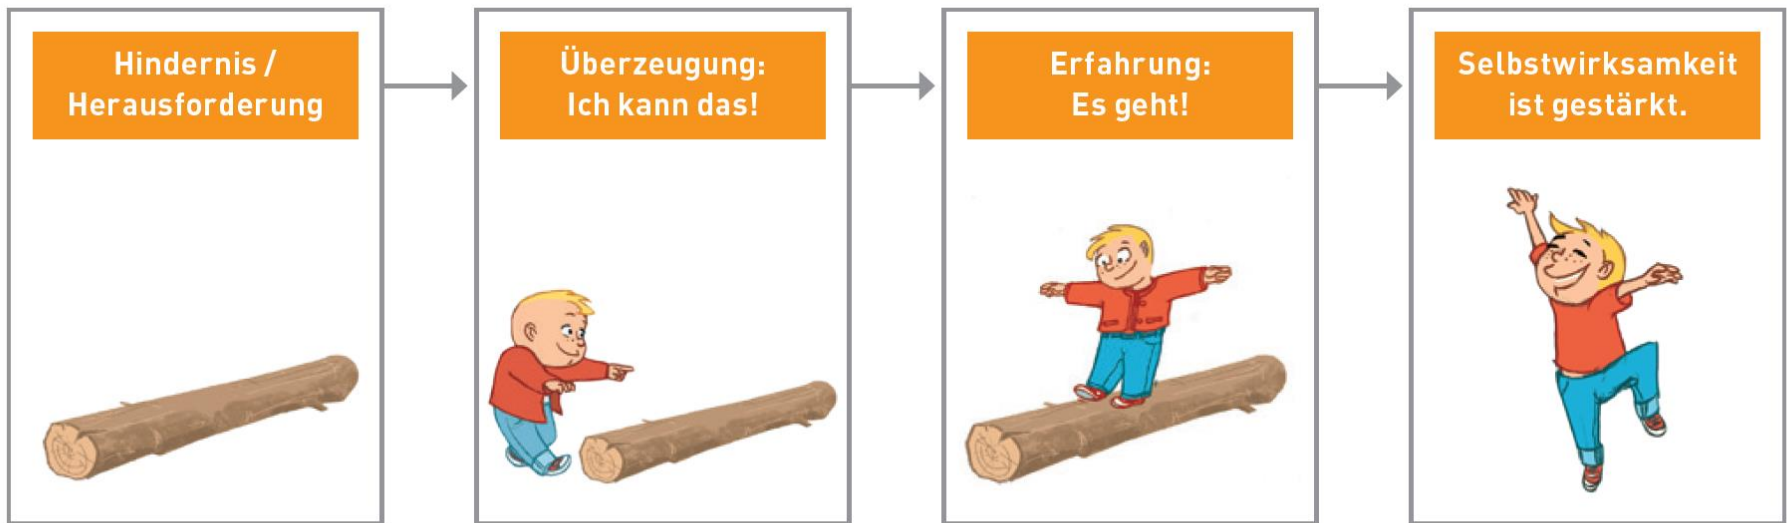 Hindernis /
Herausforderung
Überzeugung:
Ich kann das!
Erfahrung:
Es geht!
Selbstwirksamkeit
ist gestärkt.